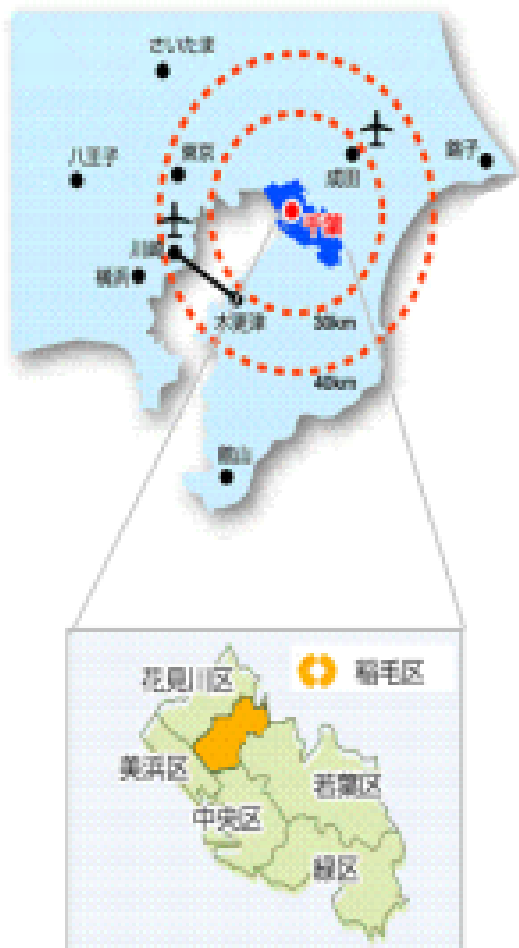 さいたま
八王子
東京
成田
銚子
千葉
川崎
横浜
木更津
30km
40km
館山
稲毛区
花見川区
美浜区
若葉区
中央区
緑区